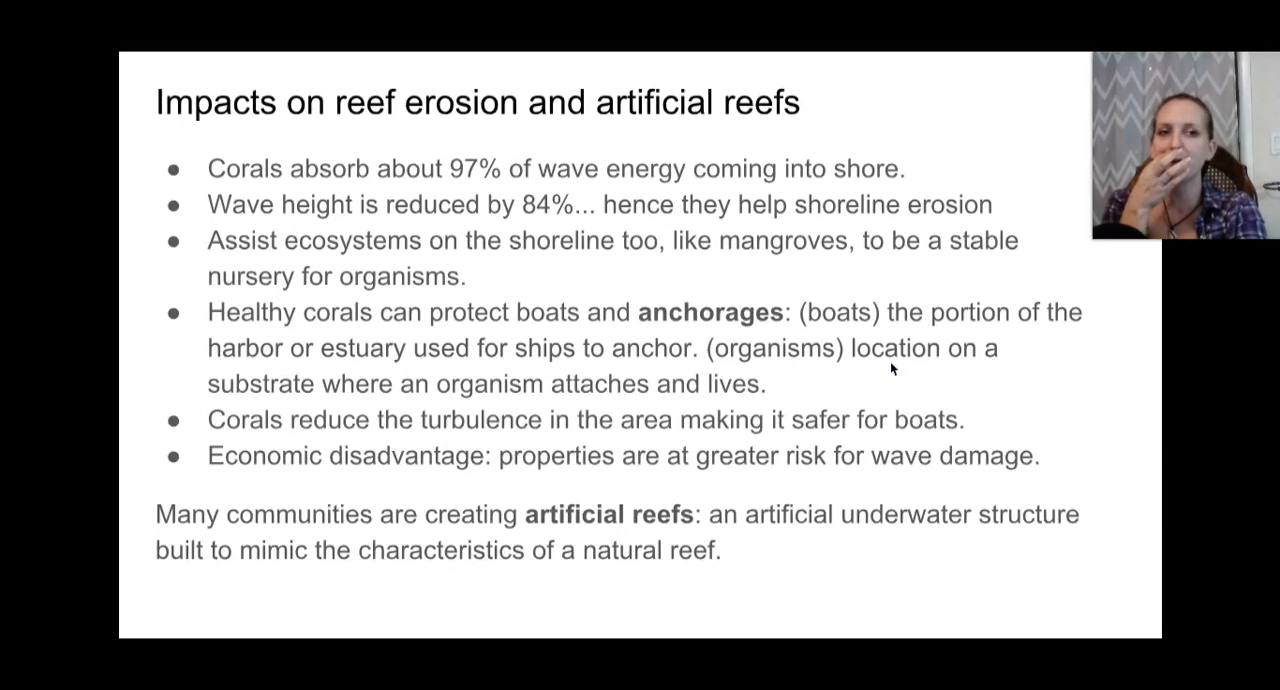 Impacts on reef erosion and artificial reefs
● Corals absorb about 97% of wave energy coming into shore.
● Wave height is reduced by 84%... hence they help shoreline erosion
● Assist ecosystems on the shoreline too, like mangroves, to be a stable
nursery for organisms.
● Healthy corals can protect boats and anchorages: (boats) the portion of the
harbor or estuary used for ships to anchor. (organisms) location on a
substrate where an organism attaches and lives.
● Corals reduce the turbulence in the area making it safer for boats.
● Economic disadvantage: properties are at greater risk for wave damage.
Many communities are creating artificial reefs: an artificial underwater structure
built to mimic the characteristics of a natural reef.